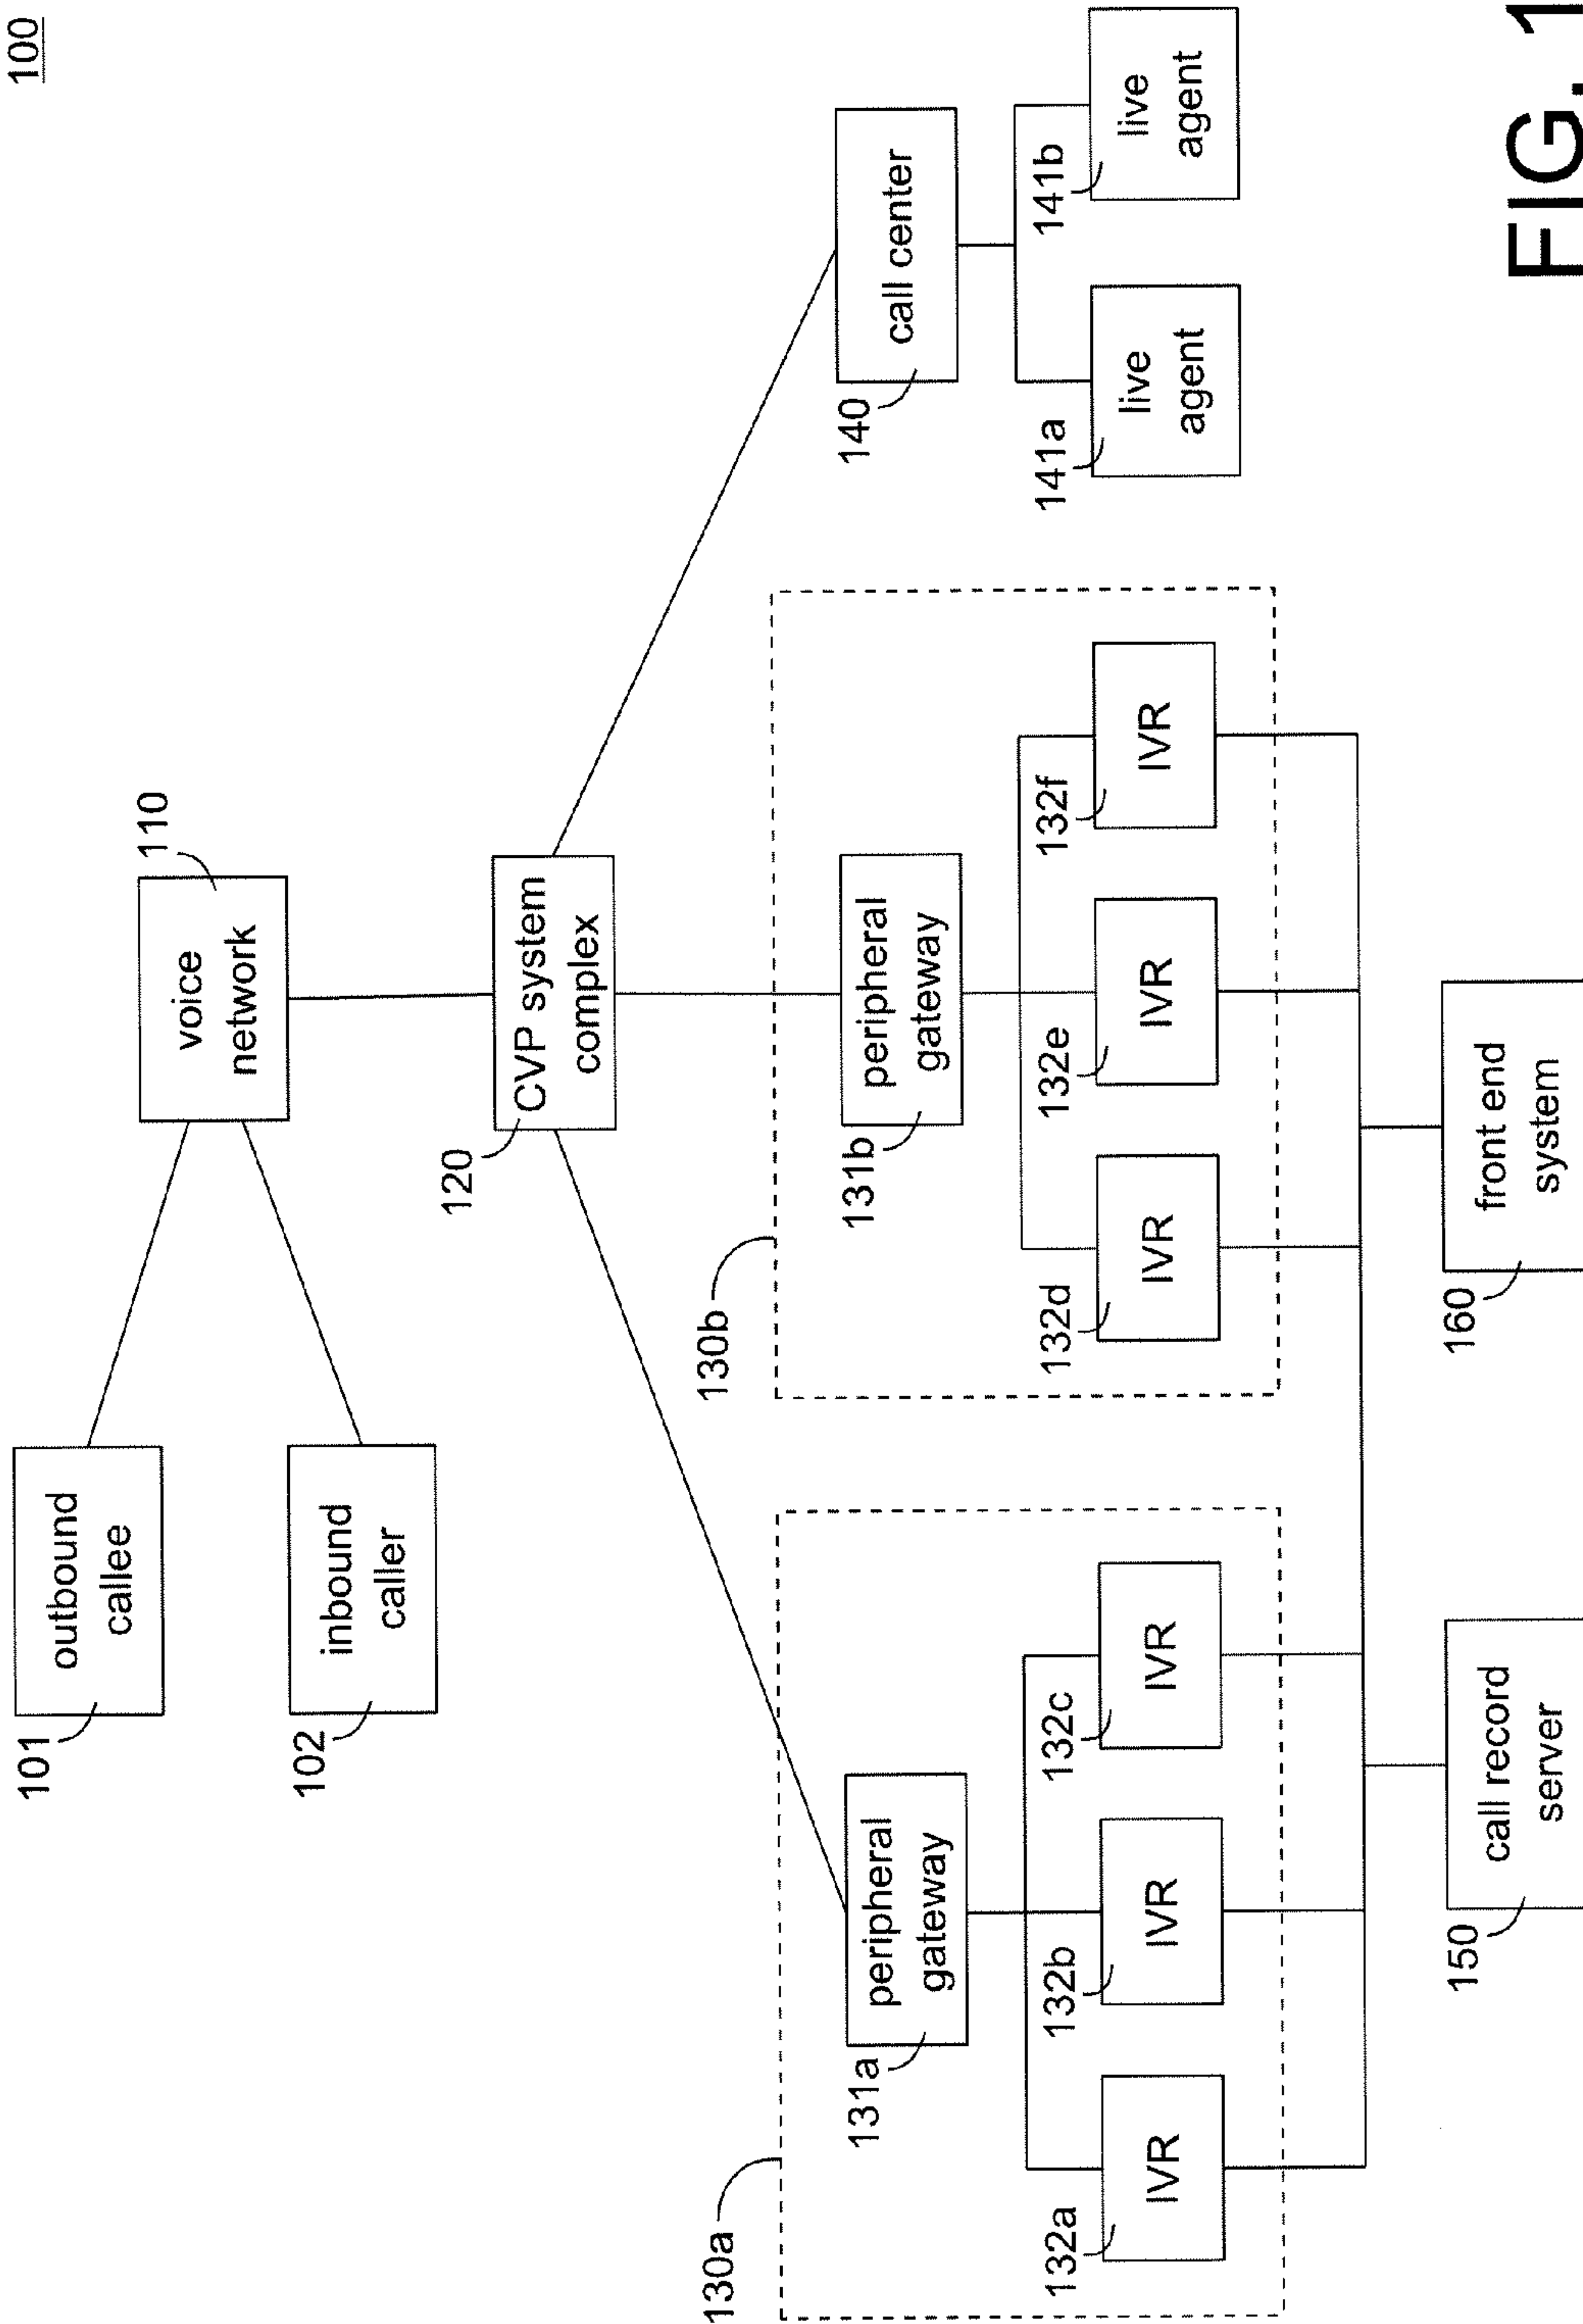 100
101
outbound
callee
102
inbound
caller
voice
network
110
120
CVP system
complex
130a
130b
131a
peripheral
gateway
131b
peripheral
gateway
140
call center
132a
IVR
132b
IVR
132c
IVR
132d
IVR
132e
IVR
132f
IVR
141a
live
agent
141b
live
agent
150
call record
server
160
front end
system
FIG. 1